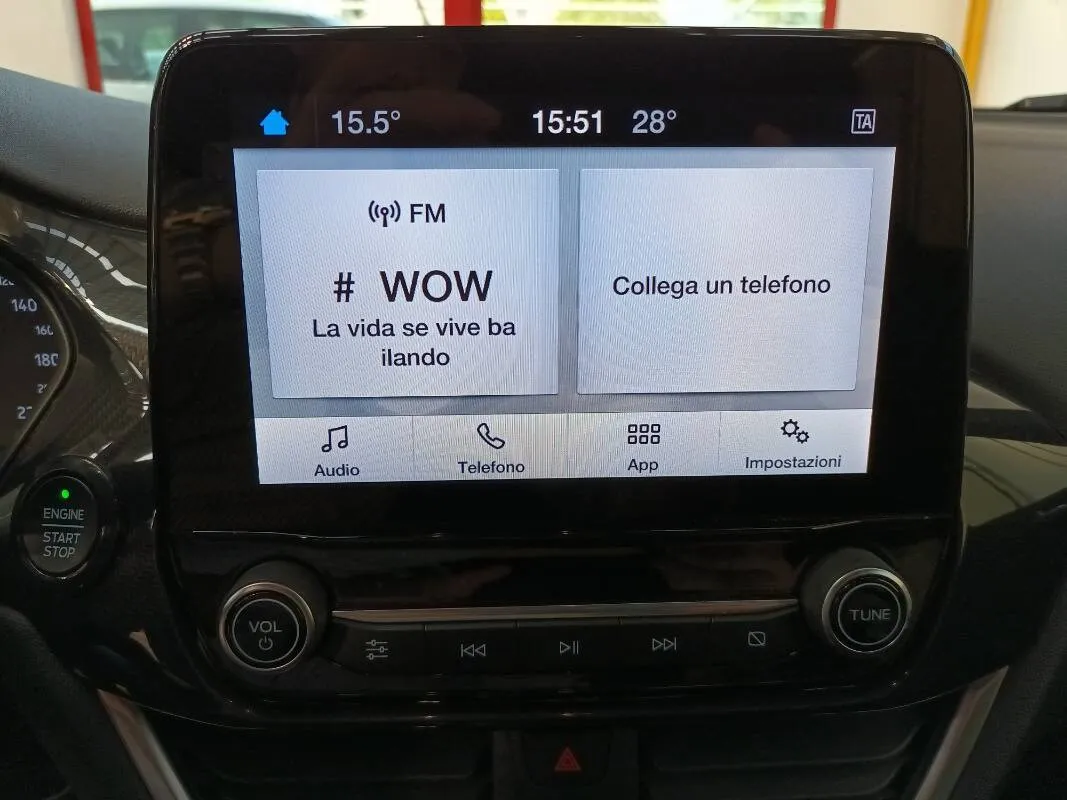 15.5° 15:51 28° TA
FM
# WOW
La vida se vive ba
ilando
Collega un telefono
Audio Telefono App Impostazioni
140
160
180
ENGINE
START
STOP
VOL
TUNE